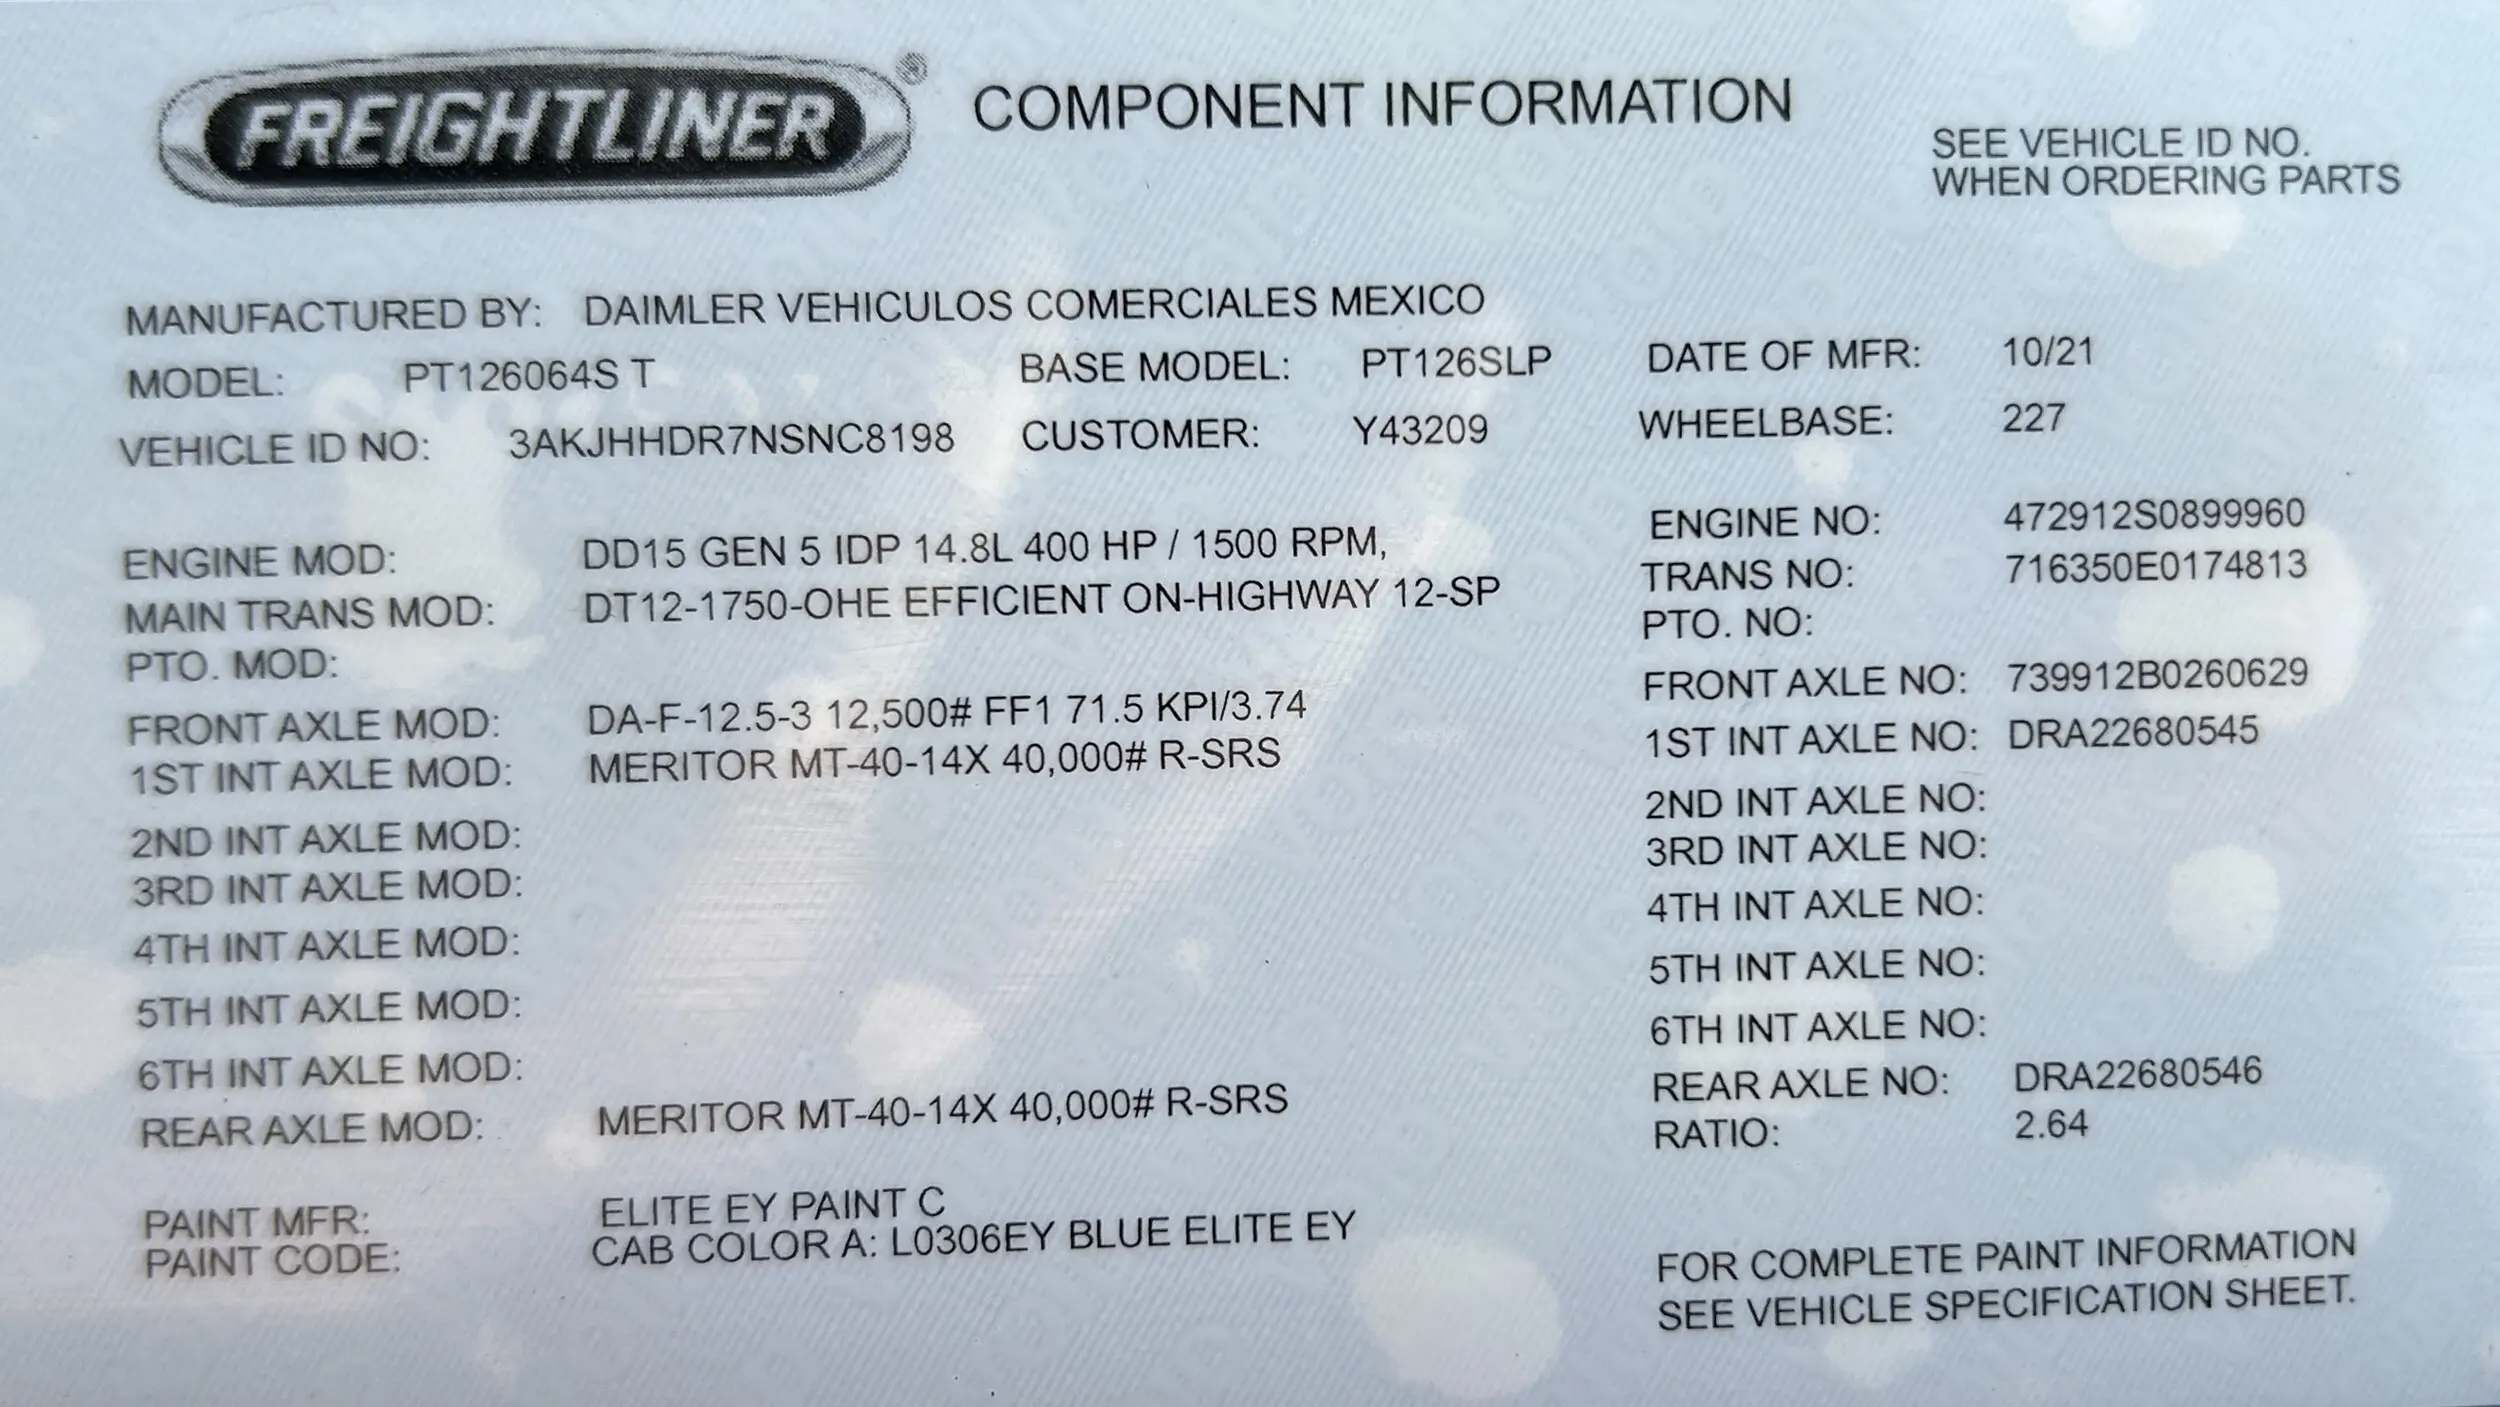 FREIGHTLINER®
COMPONENT INFORMATION
SEE VEHICLE ID NO.
WHEN ORDERING PARTS
MANUFACTURED BY: DAIMLER VEHICULOS COMERCIALES MEXICO
MODEL: PT126064S T BASE MODEL: PT126SLP DATE OF MFR: 10/21
VEHICLE ID NO: 3AKJHHDR7NSNC8198 CUSTOMER: Y43209 WHEELBASE: 227
ENGINE MOD: DD15 GEN 5 IDP 14.8L 400 HP / 1500 RPM, ENGINE NO: 472912S0899960
MAIN TRANS MOD: DT12-1750-OHE EFFICIENT ON-HIGHWAY 12-SP TRANS NO: 716350E0174813
PTO. MOD: PTO. NO:
FRONT AXLE MOD: DA-F-12.5-3 12,500# FF1 71.5 KPI/3.74 FRONT AXLE NO: 739912B0260629
1ST INT AXLE MOD: MERITOR MT-40-14X 40,000# R-SRS 1ST INT AXLE NO: DRA22680545
2ND INT AXLE MOD: 2ND INT AXLE NO:
3RD INT AXLE MOD: 3RD INT AXLE NO:
4TH INT AXLE MOD: 4TH INT AXLE NO:
5TH INT AXLE MOD: 5TH INT AXLE NO:
6TH INT AXLE MOD: 6TH INT AXLE NO:
REAR AXLE MOD: MERITOR MT-40-14X 40,000# R-SRS REAR AXLE NO: DRA22680546
RATIO: 2.64
PAINT MFR: ELITE EY PAINT C
PAINT CODE: CAB COLOR A: L0306EY BLUE ELITE EY
FOR COMPLETE PAINT INFORMATION
SEE VEHICLE SPECIFICATION SHEET.